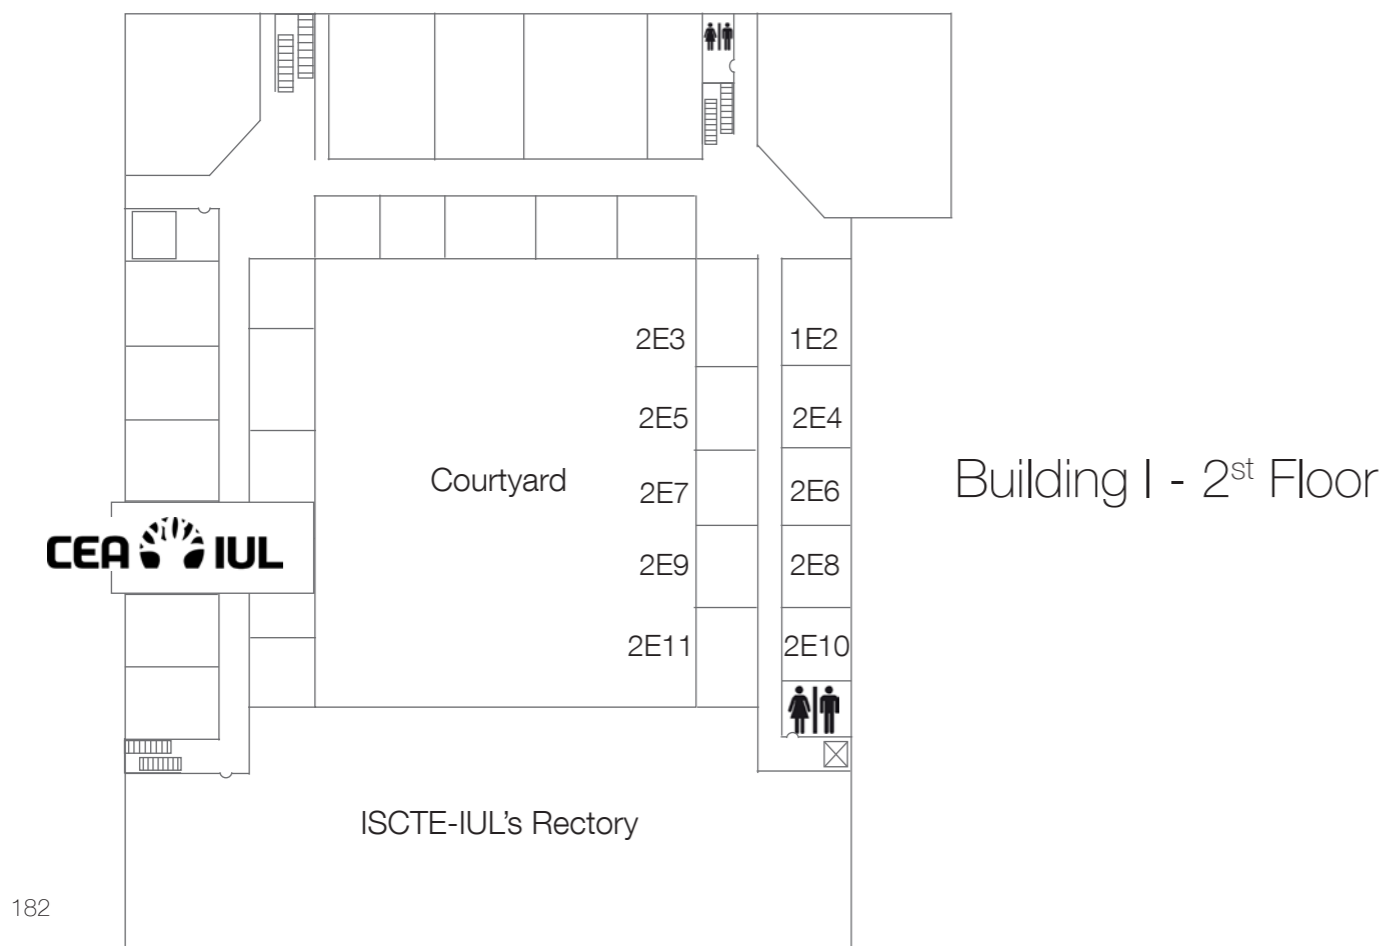 2E3 1E2
2E5 2E4
Courtyard 2E7 2E6 Building I - 2st Floor
CEA IUL 2E9 2E8
2E11 2E10
ISCTE-IUL's Rectory
182